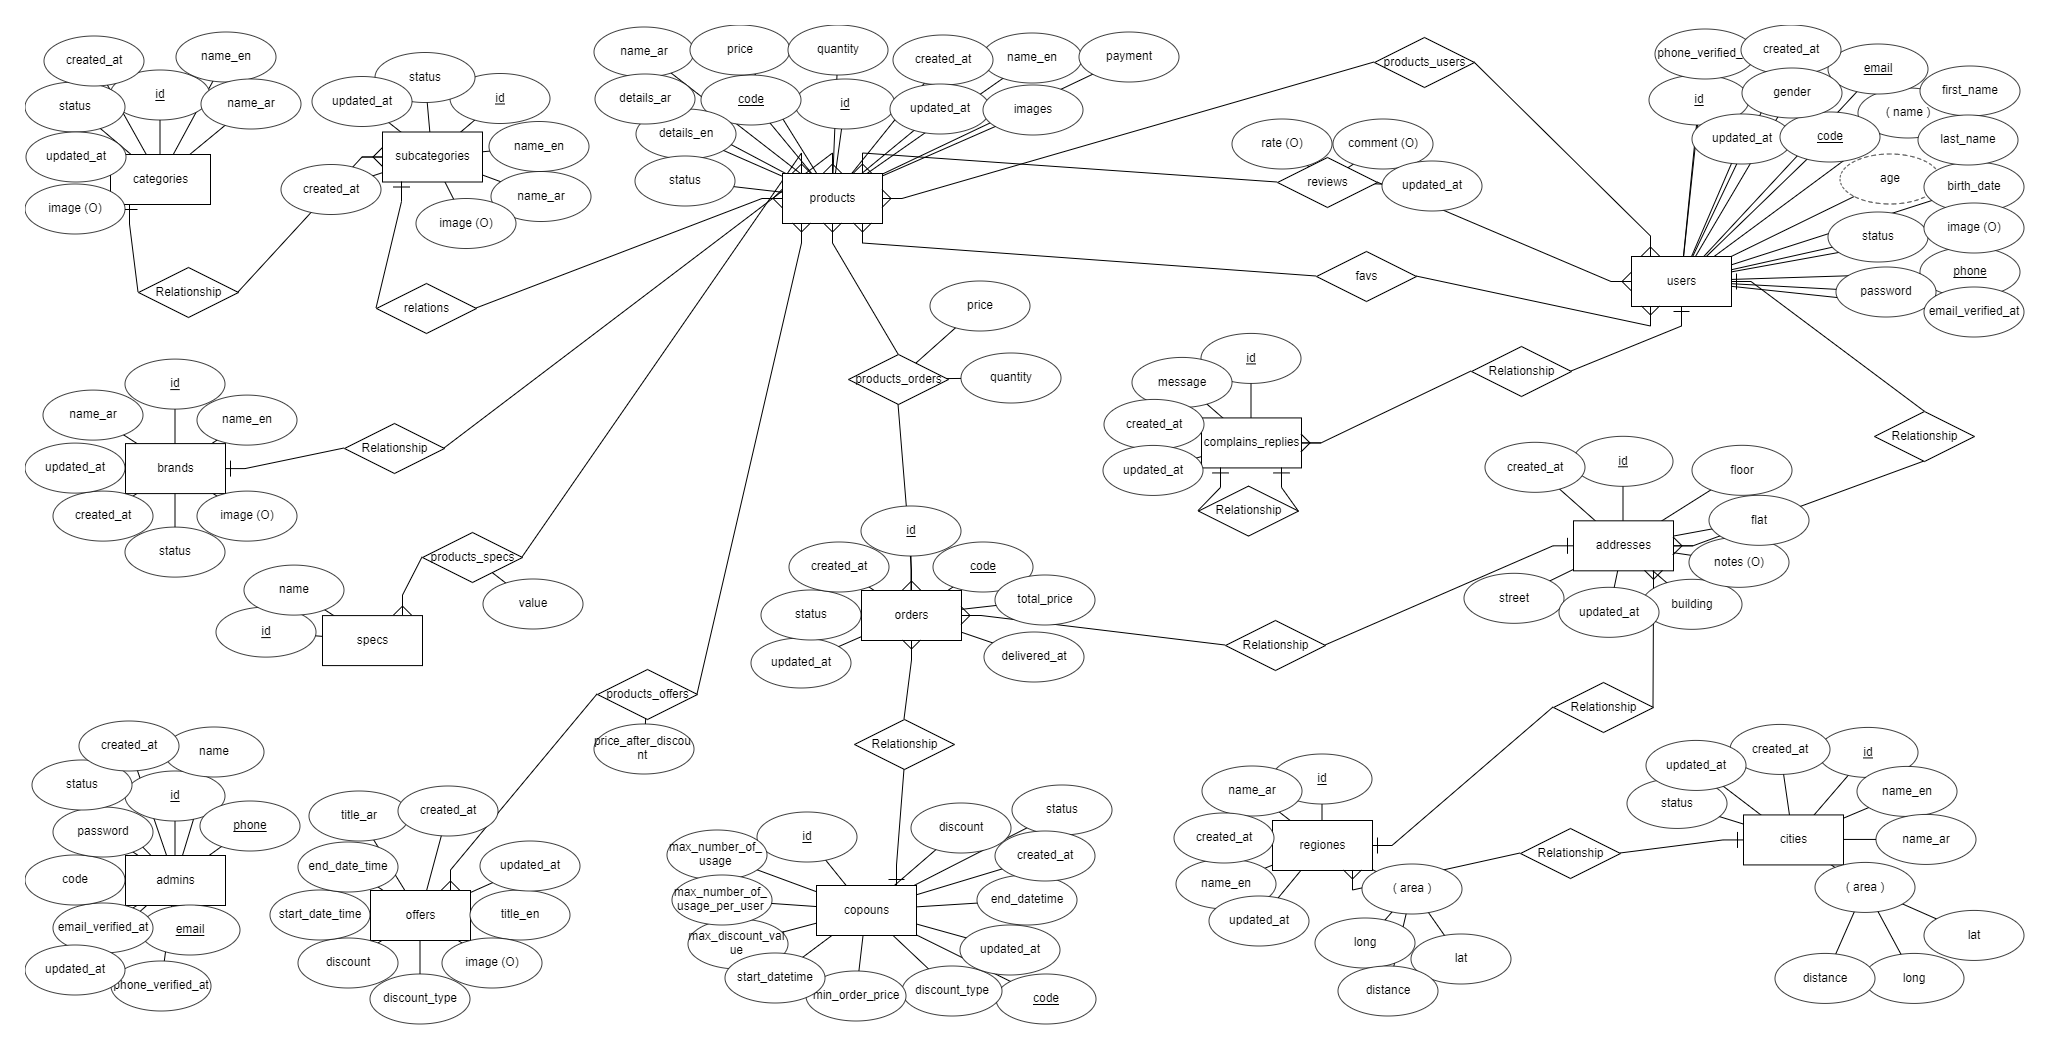 created_at
name_en
id
status
name_ar
updated_at
categories
image (O)
status
updated_at
id
subcategories
name_en
created_at
name_ar
image (O)
Relationship
relations
name_ar
price
quantity
created_at
name_en
payment
details_ar
code
id
updated_at
images
details_en
status
products
products_users
rate (O)
comment (O)
reviews
updated_at
favs
phone_verified_
created_at
email
id
gender
first_name
( name )
updated_at
code
last_name
age
birth_date
status
image (O)
users
password
phone
email_verified_at
id
name_ar
name_en
updated_at
brands
created_at
image (O)
status
Relationship
price
products_orders
quantity
id
message
created_at
complains_replies
updated_at
Relationship
Relationship
Relationship
created_at
id
floor
flat
addresses
notes (O)
street
updated_at
building
products_specs
value
name
id
specs
id
created_at
code
status
orders
total_price
updated_at
delivered_at
Relationship
products_offers
price_after_discou
nt
Relationship
Relationship
created_at
name
status
id
password
phone
code
admins
email_verified_at
email
updated_at
phone_verified_at
title_ar
created_at
end_date_time
updated_at
start_date_time
offers
title_en
discount
image (O)
discount_type
id
discount
status
max_number_of_
usage
created_at
max_number_of_
usage_per_user
copouns
end_datetime
max_discount_val
ue
updated_at
start_datetime
min_order_price
discount_type
code
id
name_ar
created_at
regiones
name_en
updated_at
( area )
long
lat
distance
Relationship
created_at
id
updated_at
status
name_en
cities
name_ar
( area )
lat
distance
long